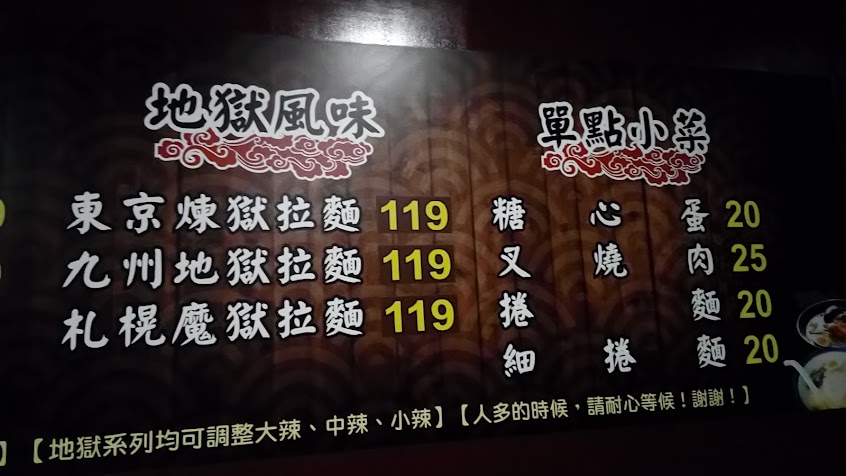 地獄風味
東京煉獄拉麵 119
九州地獄拉麵 119
札幌魔獄拉麵 119
單點小菜
糖心蛋 20
叉燒肉 25
捲麵 20
細捲麵 20
【地獄系列均可調整大辣、中辣、小辣】【人多的時候，請耐心等候！謝謝！】